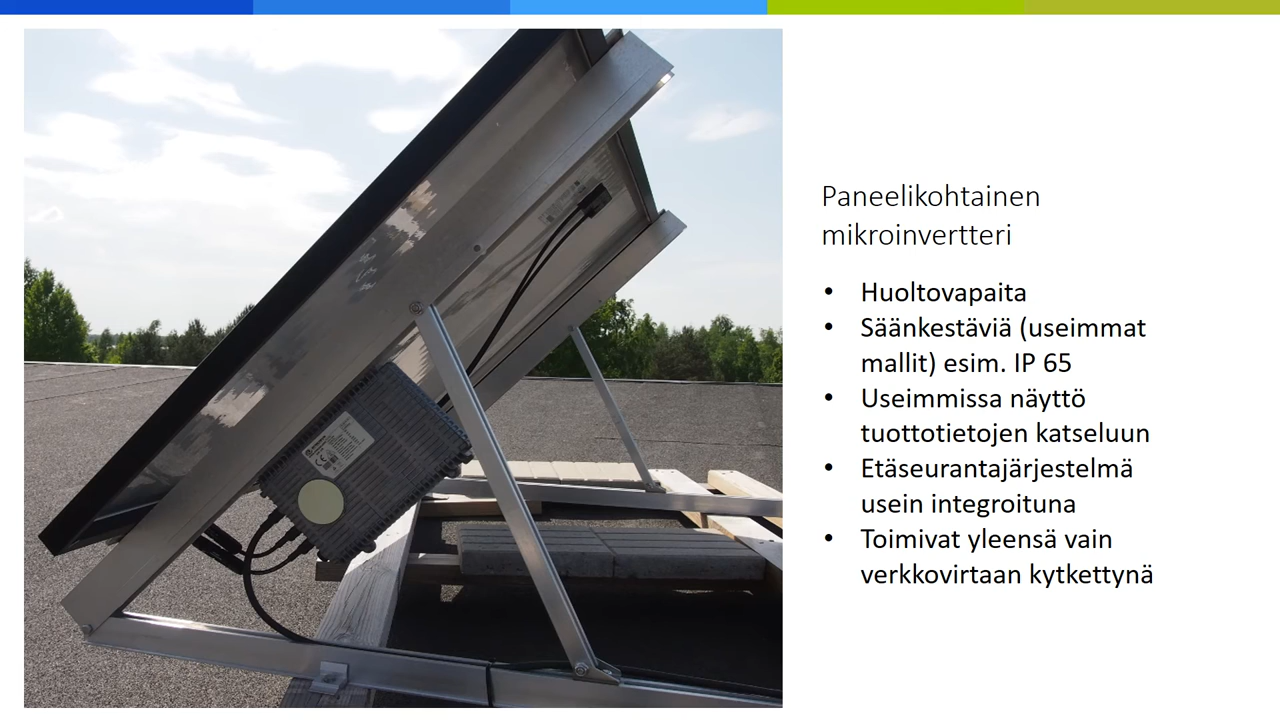 Paneelikohtainen
mikroinvertteri
• Huoltovapaita
• Säänkestäviä (useimmat
mallit) esim. IP 65
• Useimmissa näyttö
tuottotietojen katseluun
• Etäseurantajärjestelmä
usein integroituna
• Toimivat yleensä vain
verkkovirtaan kytkettynä